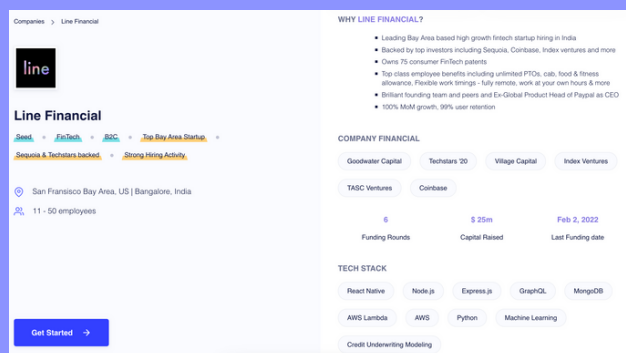 Companies > Line Financial
line
Line Financial
Seed FinTech B2C Top Bay Area Startup
Sequoia & Techstars backed Strong Hiring Activity
San Fransisco Bay Area, US | Bangalore, India
11 - 50 employees
Get Started →
WHY LINE FINANCIAL?
Leading Bay Area based high growth fintech startup hiring in India
Backed by top investors including Sequoia, Coinbase, Index ventures and more
Owns 75 consumer FinTech patents
Top class employee benefits including unlimited PTOs, cab, food & fitness
allowance, Flexible work timings - fully remote, work at your own hours & more
Brilliant founding team and peers and Ex-Global Product Head of Paypal as CEO
100% MoM growth, 99% user retention
COMPANY FINANCIAL
Goodwater Capital Techstars '20 Village Capital Index Ventures
TASC Ventures Coinbase
6 $ 25m Feb 2, 2022
Funding Rounds Capital Raised Last Funding date
TECH STACK
React Native Node.js Express.js GraphQL MongoDB
AWS Lambda AWS Python Machine Learning
Credit Underwriting Modeling